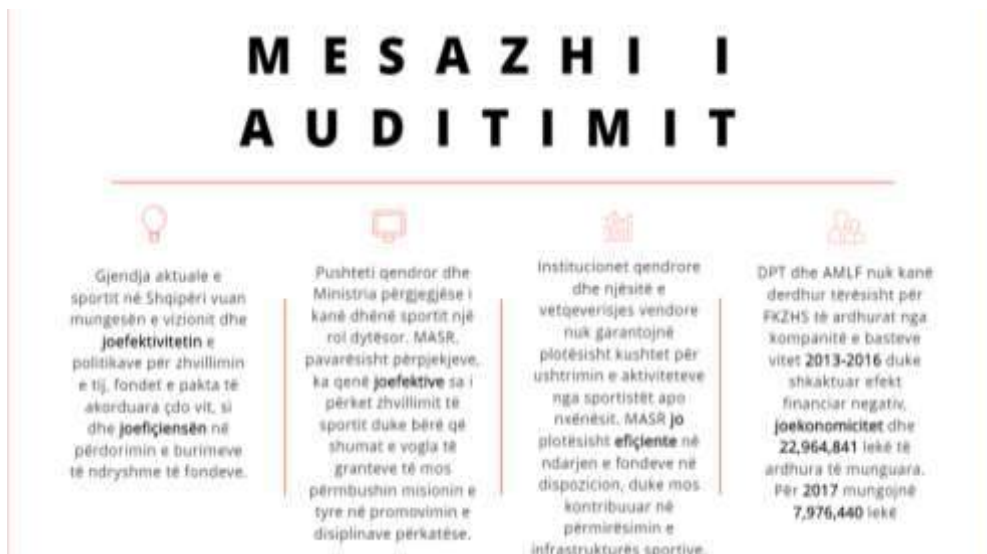 MESAZHI I
AUDITIMIT
Gjendja aktuale e
sportit në Shqipëri vuan
mungesën e vizionit dhe
joefektivitetin e
politikave për zhvillimin
e tij, fondet e pakta të
akorduara çdo vit, si
dhe joefiçiensën në
përdorimin e burimeve
të ndryshme të fondeve.
Pushteti qendror dhe
Ministria përgjegjëse i
kanë dhënë sportit një
rol dytësor. MASR,
pavarësisht përpjekjeve,
ka qenë joefektive sa i
përket zhvillimit të
sportit duke bërë që
shumat e vogla të
granteve të mos
përmbushin misionin e
tyre në promovimin e
disiplinave përkatëse.
Institucionet qendrore
dhe njësitë e
vetqeverisjes vendore
nuk garantojnë
plotësisht kushtet për
ushtrimin e aktiviteteve
nga sportistët apo
nxënësit. MASR jo
plotësisht efiçiente në
ndarjen e fondeve në
dispozicion, duke mos
kontribuuar në
përmirësimin e
infrastrukturës sportive.
DPT dhe AMLF nuk kanë
derdhur tërësisht për
FKZHS të ardhurat nga
kompanitë e basteve
vitet 2013-2016 duke
shkaktuar efekt
financiar negativ,
joekonomicitet dhe
22,964,841 lekë të
ardhura të munguara.
Për 2017 mungojnë
7,976,440 lekë